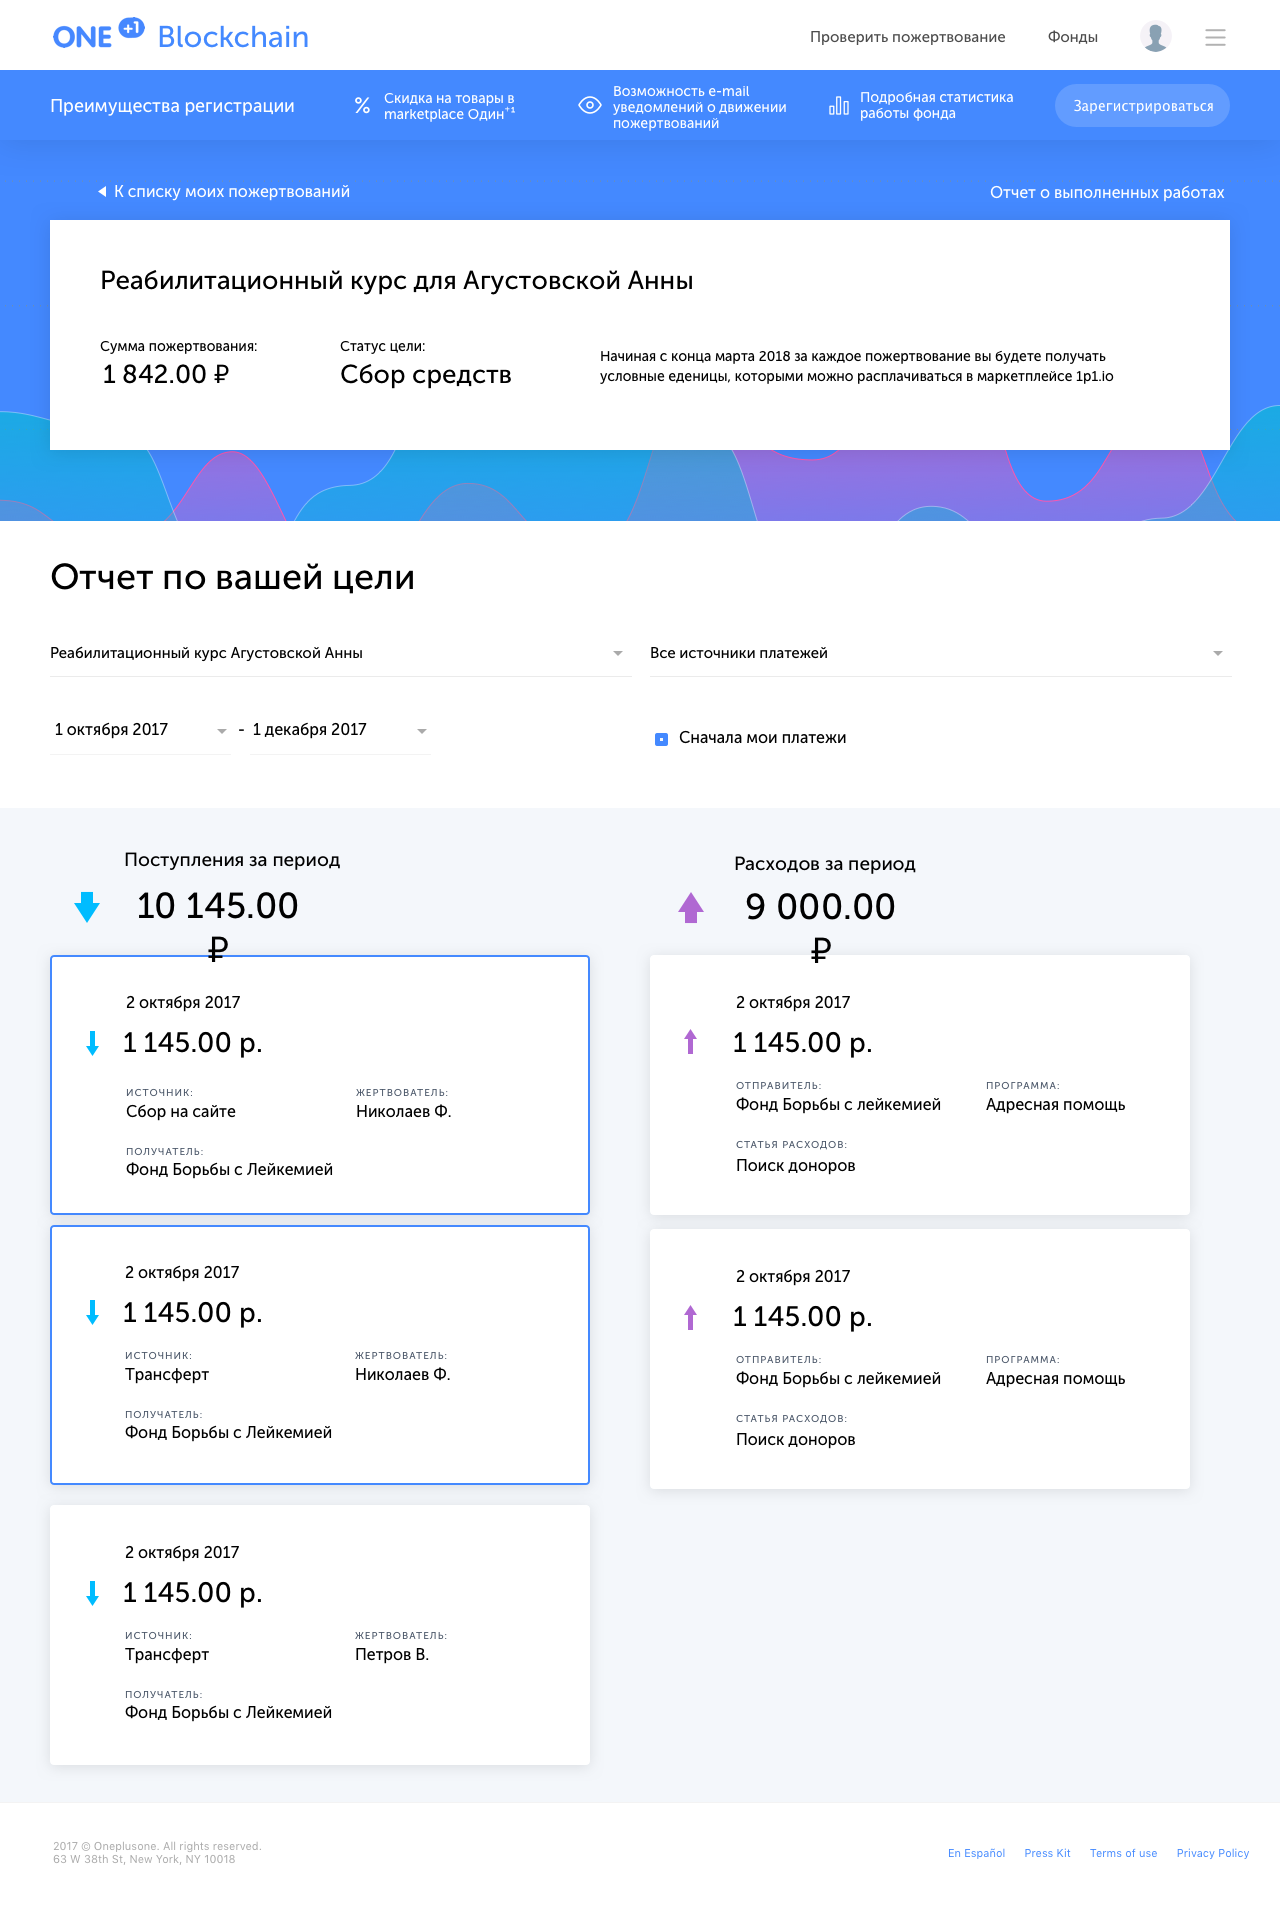 ONE +1 Blockchain
Проверить пожертвование
Фонды
Преимущества регистрации
Скидка на товары в
marketplace Один⁺¹
Возможность e-mail
уведомлений о движении
пожертвований
Подробная статистика
работы фонда
Зарегистрироваться
К списку моих пожертвований
Отчет о выполненных работах
Реабилитационный курс для Агустовской Анны
Сумма пожертвования:
1 842.00 ₽
Статус цели:
Сбор средств
Начиная с конца марта 2018 за каждое пожертвование вы будете получать
условные еденицы, которыми можно расплачиваться в маркетплейсе 1p1.io
Отчет по вашей цели
Реабилитационный курс Агустовской Анны
Все источники платежей
1 октября 2017 - 1 декабря 2017
Сначала мои платежи
Поступления за период
10 145.00
₽
2 октября 2017
1 145.00 р.
ИСТОЧНИК:
Сбор на сайте
ЖЕРТВОВАТЕЛЬ:
Николаев Ф.
ПОЛУЧАТЕЛЬ:
Фонд Борьбы с Лейкемией
2 октября 2017
1 145.00 р.
ИСТОЧНИК:
Трансферт
ЖЕРТВОВАТЕЛЬ:
Николаев Ф.
ПОЛУЧАТЕЛЬ:
Фонд Борьбы с Лейкемией
2 октября 2017
1 145.00 р.
ИСТОЧНИК:
Трансферт
ЖЕРТВОВАТЕЛЬ:
Петров В.
ПОЛУЧАТЕЛЬ:
Фонд Борьбы с Лейкемией
Расходов за период
9 000.00
₽
2 октября 2017
1 145.00 р.
ОТПРАВИТЕЛЬ:
Фонд Борьбы с лейкемией
ПРОГРАММА:
Адресная помощь
СТАТЬЯ РАСХОДОВ:
Поиск доноров
2 октября 2017
1 145.00 р.
ОТПРАВИТЕЛЬ:
Фонд Борьбы с лейкемией
ПРОГРАММА:
Адресная помощь
СТАТЬЯ РАСХОДОВ:
Поиск доноров
2017 © Oneplusone. All rights reserved.
63 W 38th St, New York, NY 10018
En Español
Press Kit
Terms of use
Privacy Policy